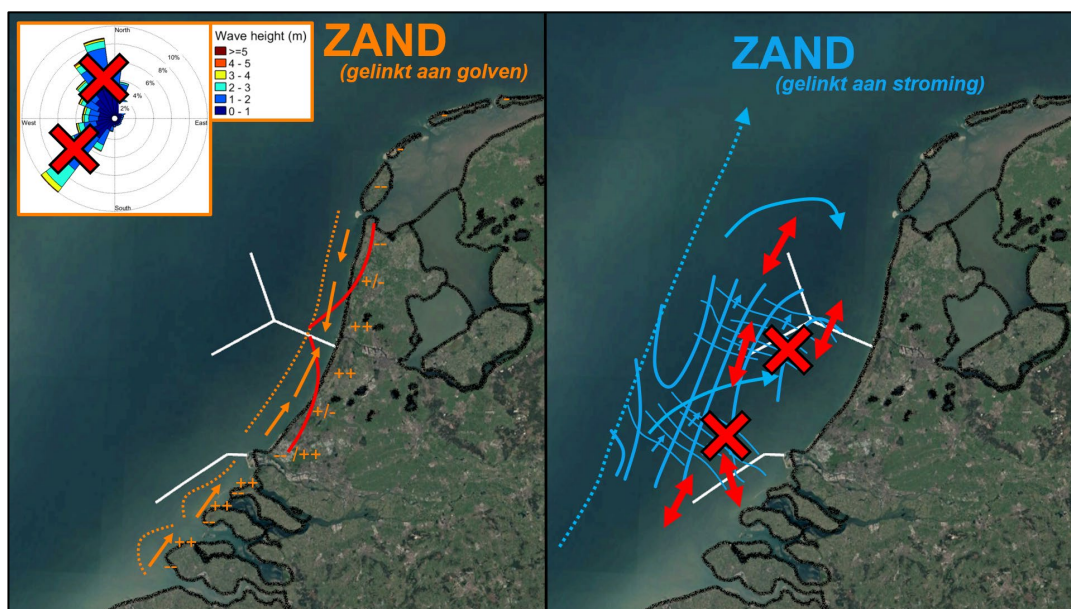 North
Wave height (m)
>=5
4 - 5
3 - 4
2 - 3
1 - 2
0 - 1
10%
8%
6%
4%
2%
West
East
South
ZAND
(gelinkt aan golven)
--
+/-
++
++
+/-
-- /++
++
--
++
--
++
--
ZAND
(gelinkt aan stroming)